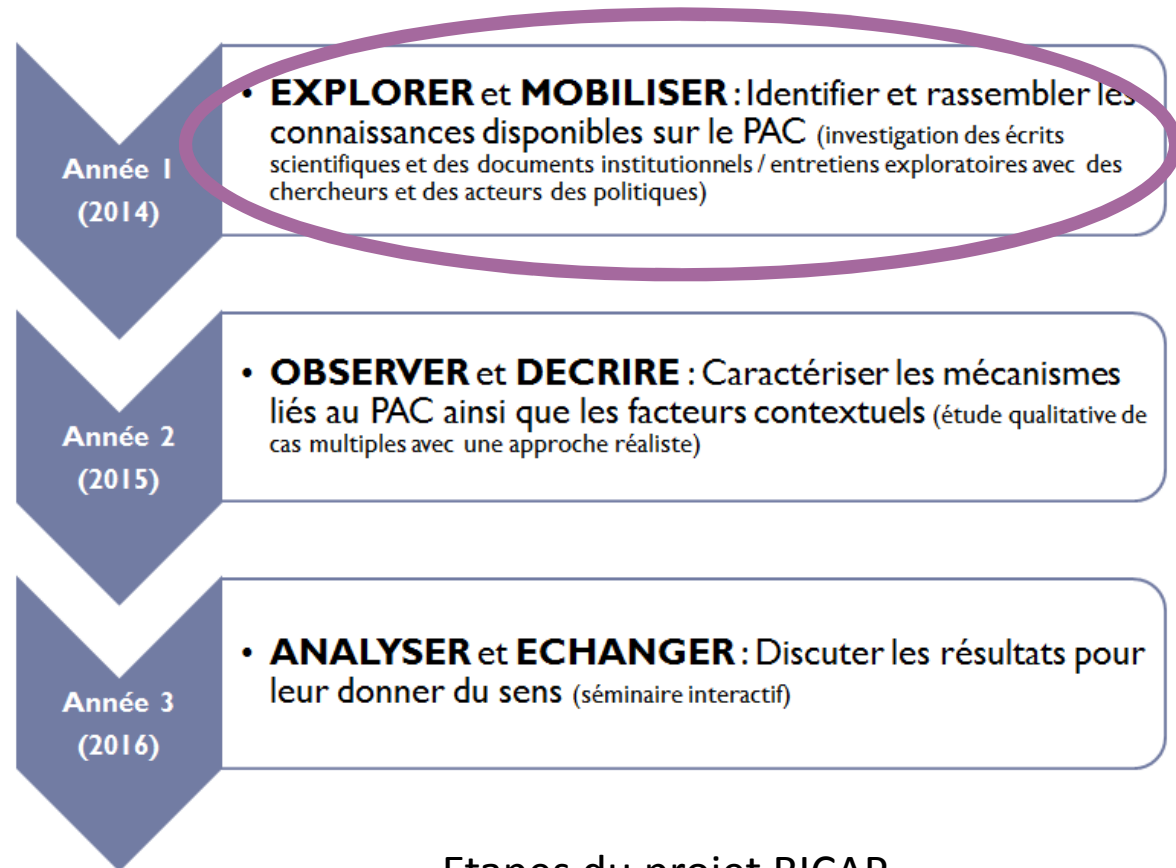 • EXPLORER et MOBILISER : Identifier et rassembler les
connaissances disponibles sur le PAC (investigation des écrits
scientifiques et des documents institutionnels / entretiens exploratoires avec des
chercheurs et des acteurs des politiques)
Année 1
(2014)
• OBSERVER et DECRIRE : Caractériser les mécanismes
liés au PAC ainsi que les facteurs contextuels (étude qualitative de
cas multiples avec une approche réaliste)
Année 2
(2015)
• ANALYSER et ECHANGER : Discuter les résultats pour
leur donner du sens (séminaire interactif)
Année 3
(2016)
Etapes du projet